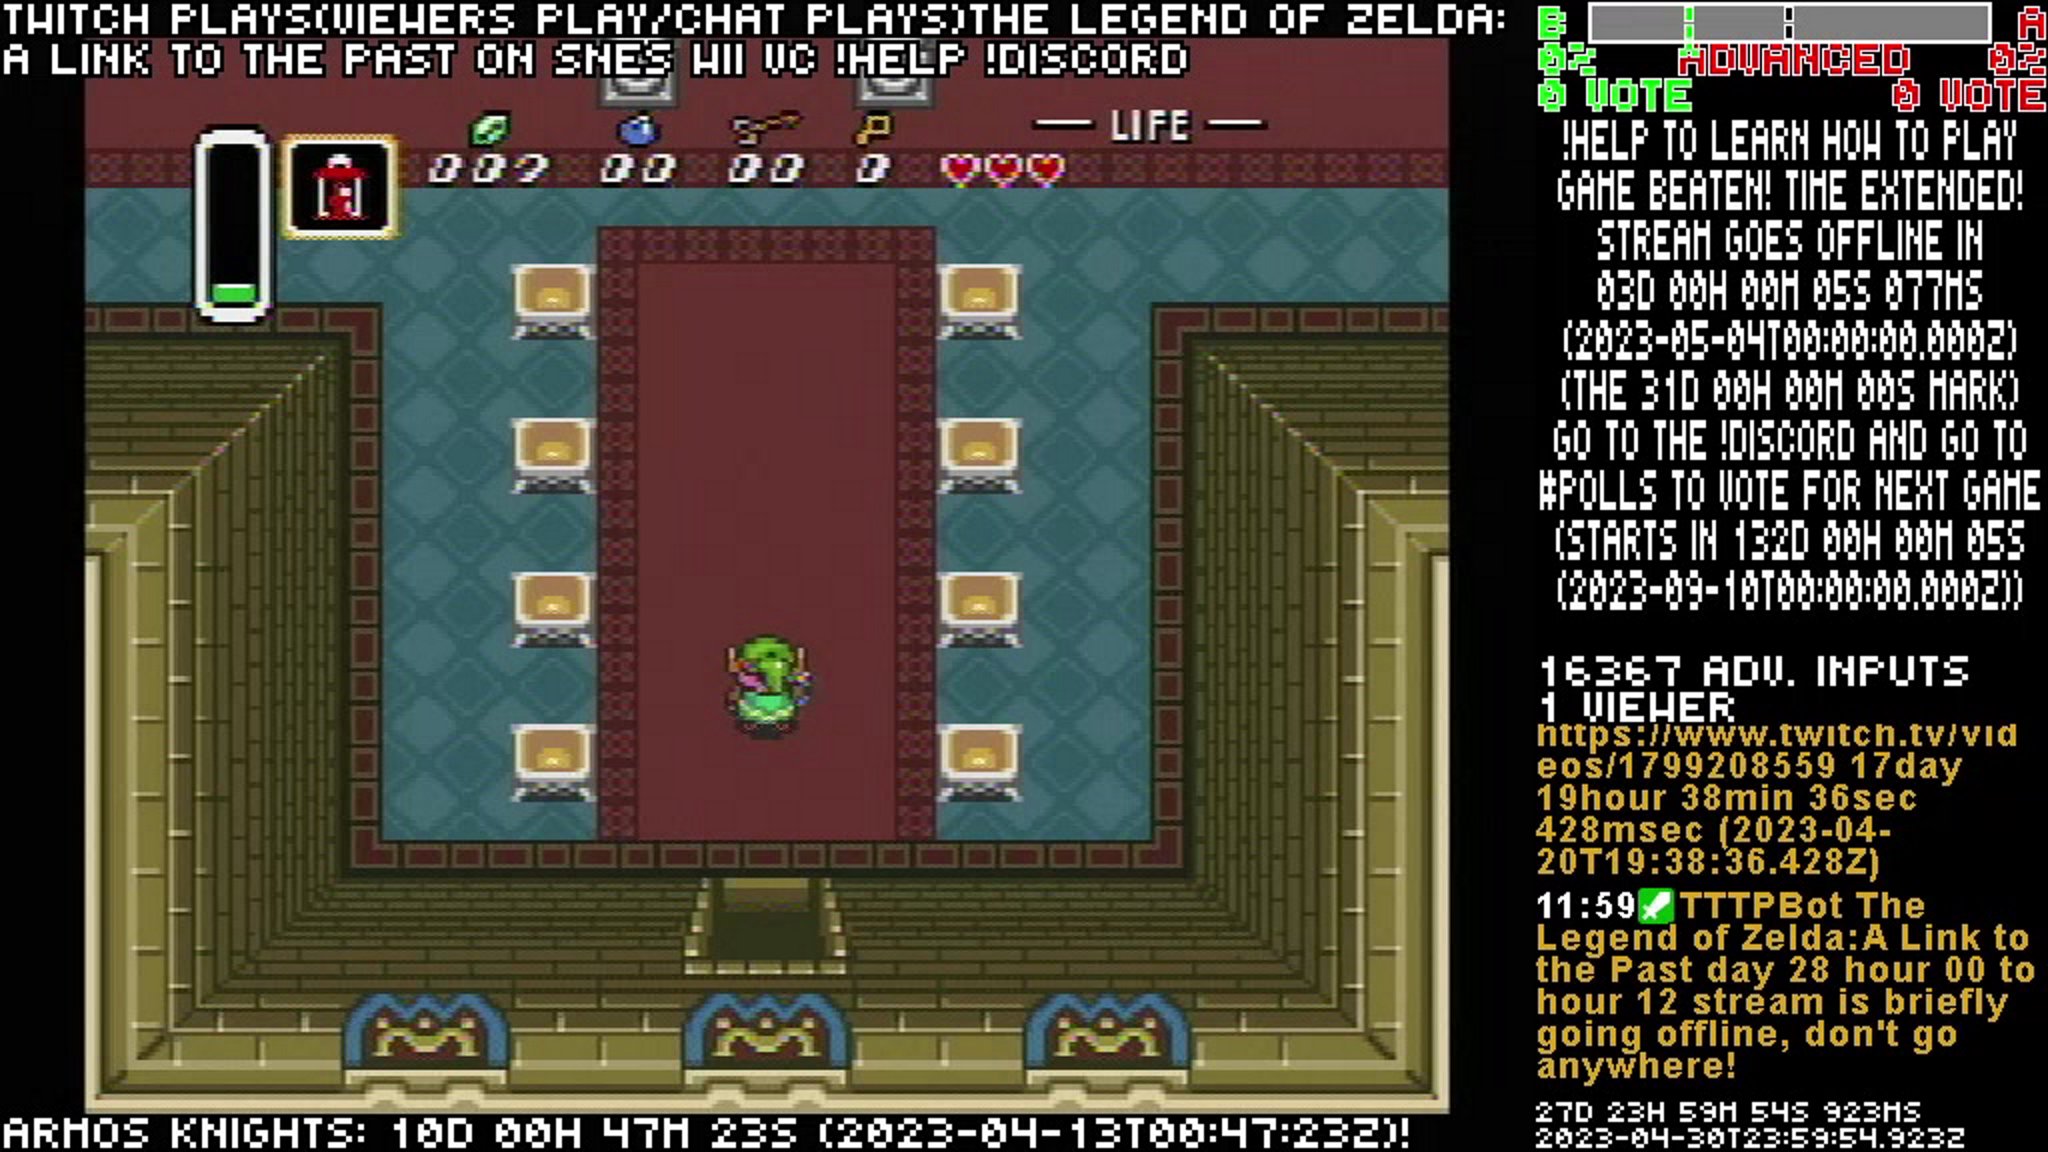 TWITCH PLAYS(VIEWERS PLAY/CHAT PLAYS)THE LEGEND OF ZELDA:
A LINK TO THE PAST ON SNES WII VC !HELP !DISCORD
— LIFE —
009 00 00 0
B A
0% ADVANCED 0%
0 VOTE 0 VOTE
!HELP TO LEARN HOW TO PLAY
GAME BEATEN! TIME EXTENDED!
STREAM GOES OFFLINE IN
03D 00H 00M 05S 077MS
(2023-05-04T00:00:00.000Z)
(THE 31D 00H 00M 00S MARK)
GO TO THE !DISCORD AND GO TO
#POLLS TO VOTE FOR NEXT GAME
(STARTS IN 132D 00H 00M 05S
(2023-09-10T00:00:00.000Z))
16367 ADV. INPUTS
1 VIEWER
https://www.twitch.tv/vid
eos/1799208559 17day
19hour 38min 36sec
428msec (2023-04-
20T19:38:36.428Z)
11:59 TTTPBot The
Legend of Zelda:A Link to
the Past day 28 hour 00 to
hour 12 stream is briefly
going offline, don't go
anywhere!
27D 23H 59M 54S 923MS
2023-04-30T23:59:54.923Z
ARMOS KNIGHTS: 10D 00H 47M 23S (2023-04-13T00:47:23Z)!